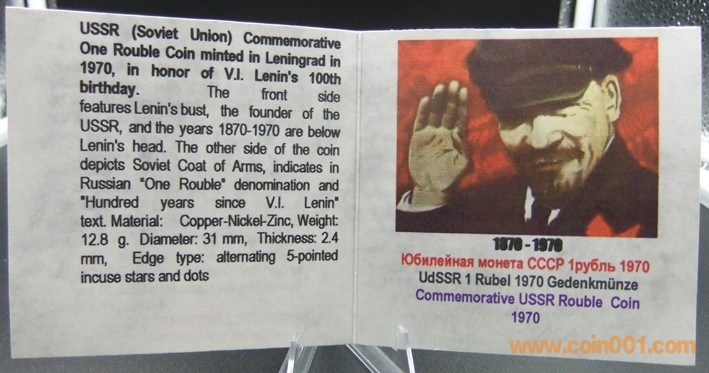 USSR (Soviet Union) Commemorative
One Rouble Coin minted in Leningrad in
1970, in honor of V.I. Lenin's 100th
birthday. The front side
features Lenin's bust, the founder of the
USSR, and the years 1870-1970 are below
Lenin's head. The other side of the coin
depicts Soviet Coat of Arms, indicates in
Russian "One Rouble" denomination and
"Hundred years since V.I. Lenin"
text. Material: Copper-Nickel-Zinc, Weight:
12.8 g. Diameter: 31 mm, Thickness: 2.4
mm, Edge type: alternating 5-pointed
incuse stars and dots
1870 - 1970
Юбилейная монета СССР 1рубль 1970
UdSSR 1 Rubel 1970 Gedenkmünze
Commemorative USSR Rouble Coin
1970
www.coin001.com